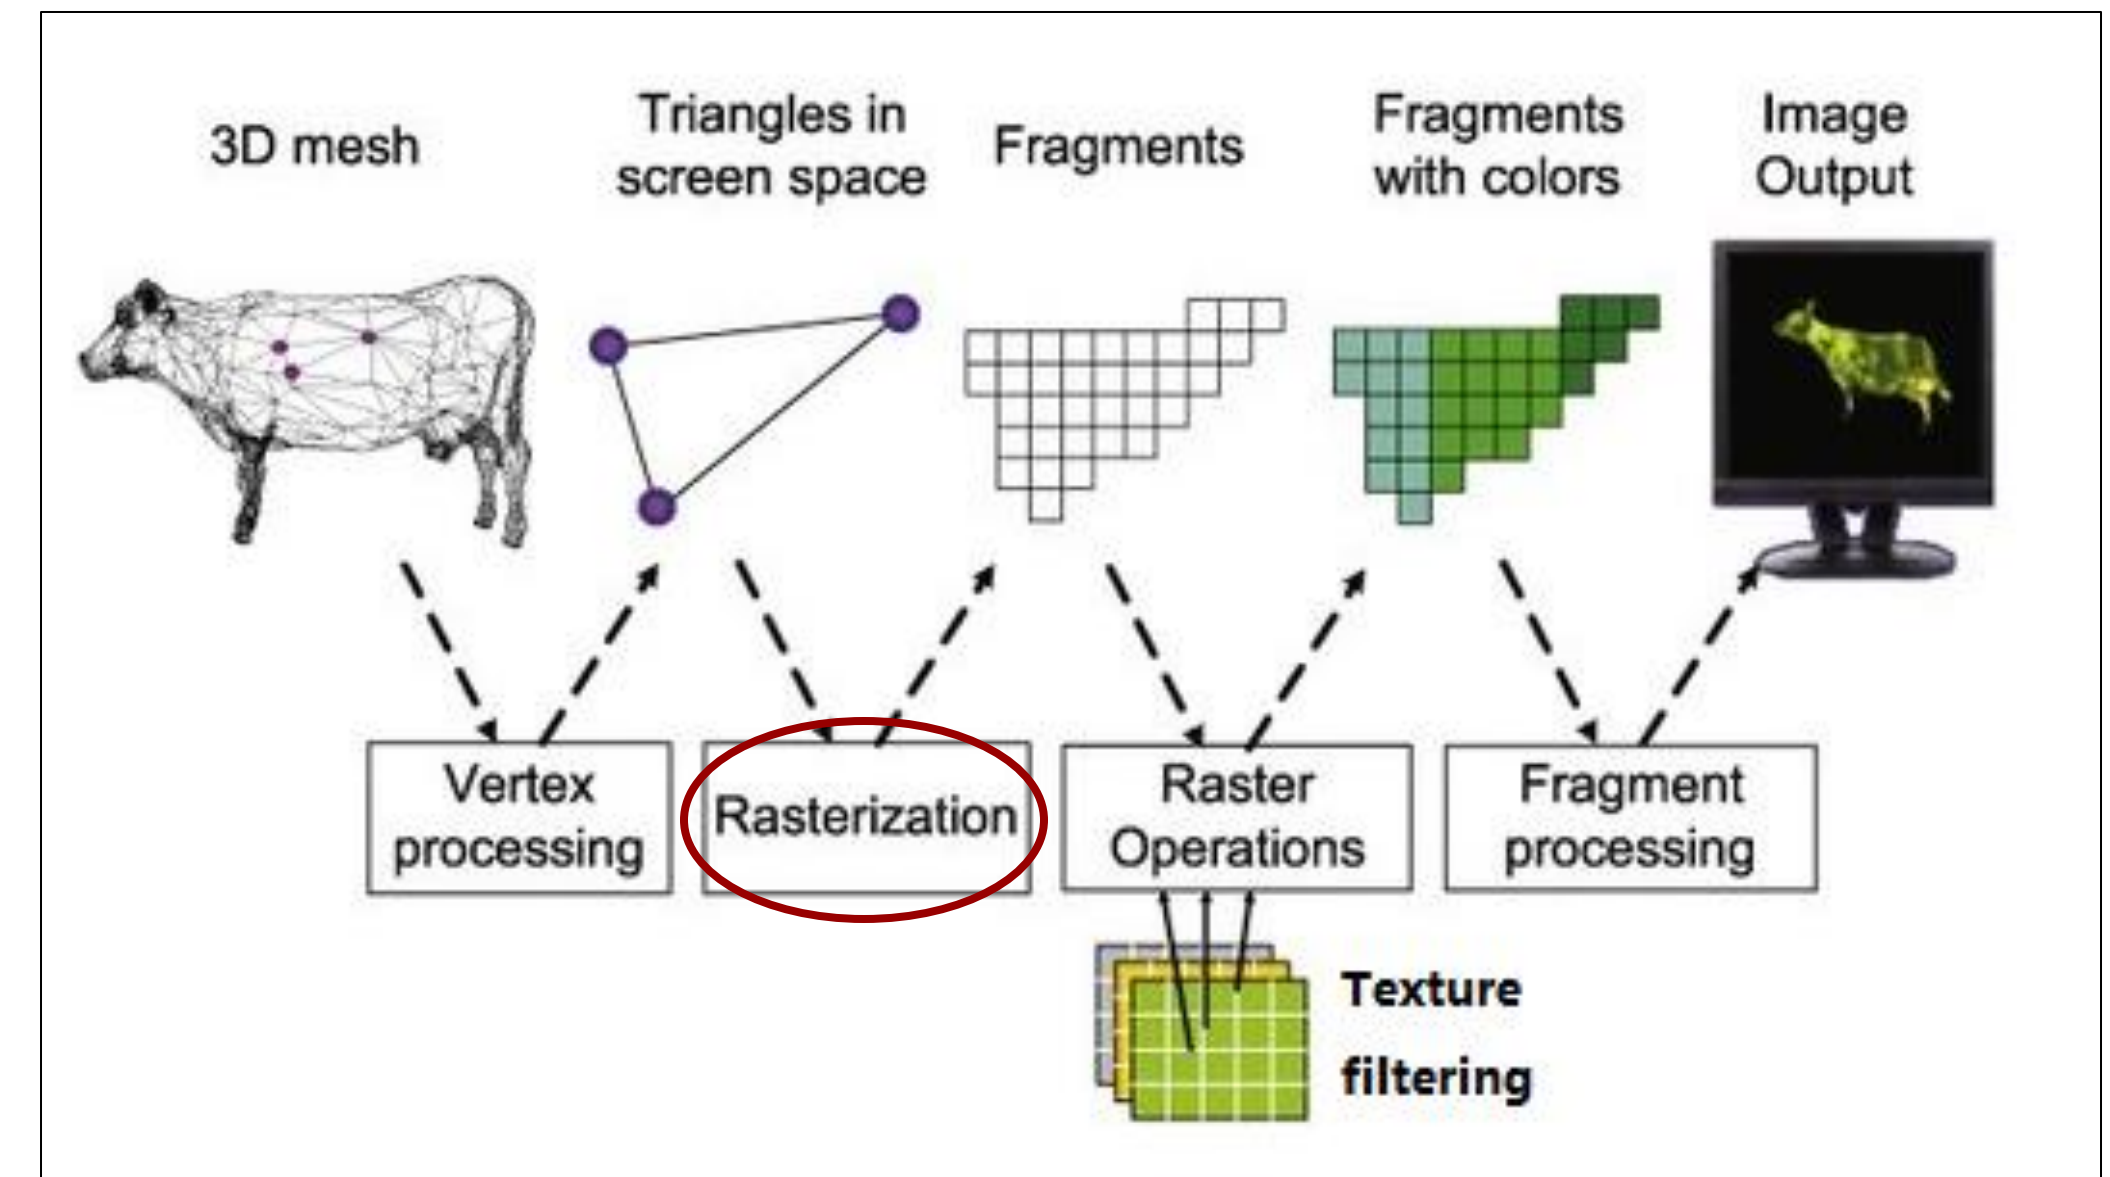 3D mesh
Triangles in
screen space
Fragments
Fragments
with colors
Image
Output
Vertex
processing
Rasterization
Raster
Operations
Fragment
processing
Texture
filtering